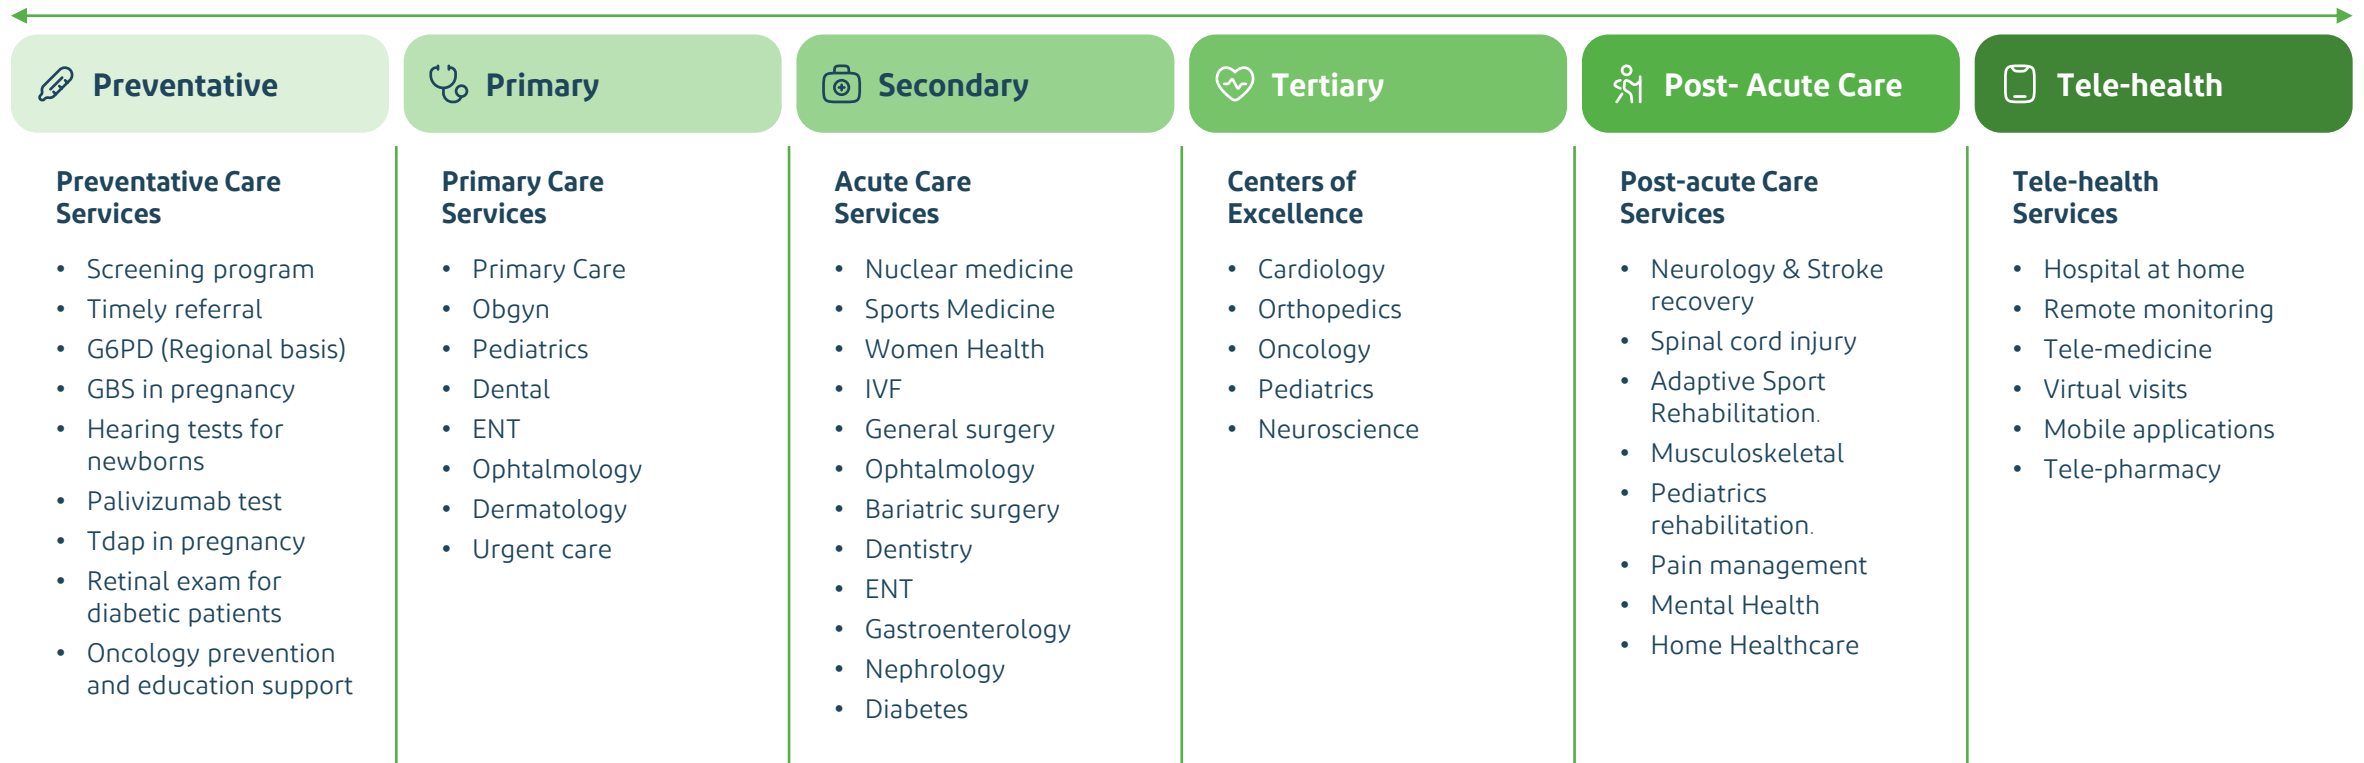 Preventative
Primary
Secondary
Tertiary
Post- Acute Care
Tele-health
Preventative Care
Services
• Screening program
• Timely referral
• G6PD (Regional basis)
• GBS in pregnancy
• Hearing tests for
newborns
• Palivizumab test
• Tdap in pregnancy
• Retinal exam for
diabetic patients
• Oncology prevention
and education support
Primary Care
Services
• Primary Care
• Obgyn
• Pediatrics
• Dental
• ENT
• Ophtalmology
• Dermatology
• Urgent care
Acute Care
Services
• Nuclear medicine
• Sports Medicine
• Women Health
• IVF
• General surgery
• Ophtalmology
• Bariatric surgery
• Dentistry
• ENT
• Gastroenterology
• Nephrology
• Diabetes
Centers of
Excellence
• Cardiology
• Orthopedics
• Oncology
• Pediatrics
• Neuroscience
Post-acute Care
Services
• Neurology & Stroke
recovery
• Spinal cord injury
• Adaptive Sport
Rehabilitation.
• Musculoskeletal
• Pediatrics
rehabilitation.
• Pain management
• Mental Health
• Home Healthcare
Tele-health
Services
• Hospital at home
• Remote monitoring
• Tele-medicine
• Virtual visits
• Mobile applications
• Tele-pharmacy